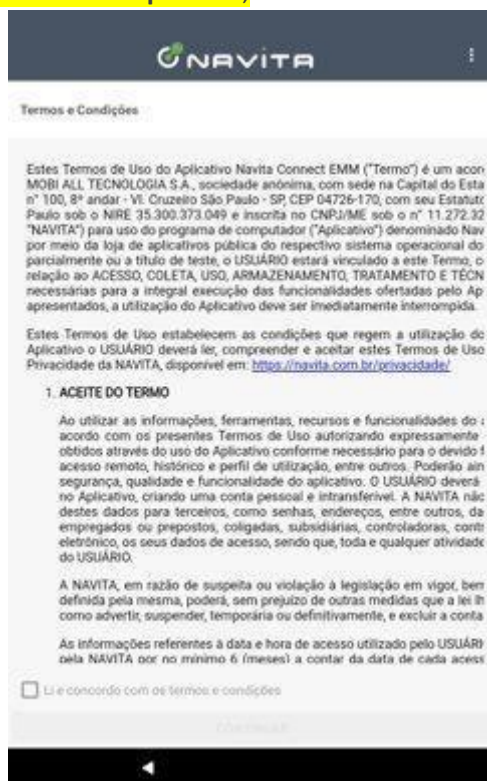 NAVITA
Termos e Condições
Estes Termos de Uso do Aplicativo Navita Connect EMM ("Termo") é um acor
MOBI ALL TECNOLOGIA S.A., sociedade anônima, com sede na Capital do Esta
n° 100, 8º andar - Vl. Cruzeiro São Paulo - SP, CEP 04726-170, com seu Estatuto
Paulo sob o NIRE 35.300.373.049 e inscrita no CNPJ/ME sob o n° 11.272.32
"NAVITA") para uso do programa de computador ("Aplicativo") denominado Nav
por meio da loja de aplicativos pública do respectivo sistema operacional do
parcialmente ou a título de teste, o USUÁRIO estará vinculado a este Termo, o
relação ao ACESSO, COLETA, USO, ARMAZENAMENTO, TRATAMENTO E TÉCN
necessárias para a integral execução das funcionalidades ofertadas pelo Ap
apresentados, a utilização do Aplicativo deve ser imediatamente interrompida.
Estes Termos de Uso estabelecem as condições que regem a utilização do
Aplicativo o USUÁRIO deverá ler, compreender e aceitar estes Termos de Uso
Privacidade da NAVITA, disponível em: https://navita.com.br/privacidade/
1. ACEITE DO TERMO
Ao utilizar as informações, ferramentas, recursos e funcionalidades do
acordo com os presentes Termos de Uso autorizando expressamente
obtidos através do uso do Aplicativo conforme necessário para o devido f
acesso remoto, histórico e perfil de utilização, entre outros. Poderão ain
segurança, qualidade e funcionalidade do aplicativo. O USUÁRIO deverá
no Aplicativo, criando uma conta pessoal e intransferível. A NAVITA não
destes dados para terceiros, como senhas, endereços, entre outros, da
empregados ou prepostos, coligadas, subsidiárias, controladoras, contr
eletrônico, os seus dados de acesso, sendo que, toda e qualquer atividade
do USUÁRIO.
A NAVITA, em razão de suspeita ou violação à legislação em vigor, bem
definida pela mesma, poderá, sem prejuízo de outras medidas que a lei lh
como advertir, suspender, temporária ou definitivamente, e excluir a conta
As informações referentes à data e hora de acesso utilizado pelo USUÁRI
pela NAVITA por no mínimo 6 (meses) a contar da data de cada acess
Li e concordo com os termos e condições
CONTINUAR